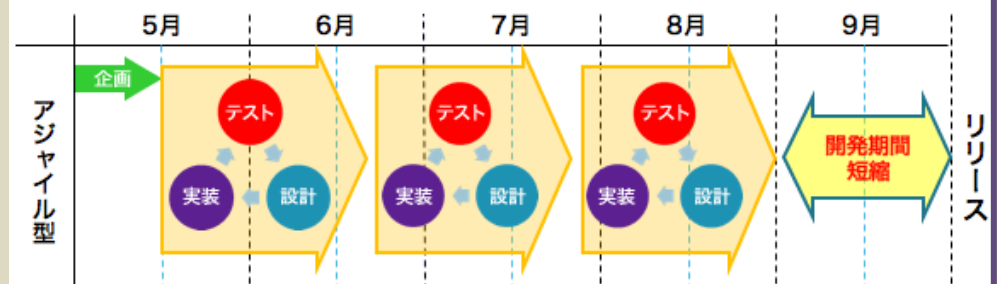 5月 6月 7月 8月 9月
アジャイル型
企画
テスト
実装
設計
テスト
実装
設計
テスト
実装
設計
開発期間
短縮
リリース